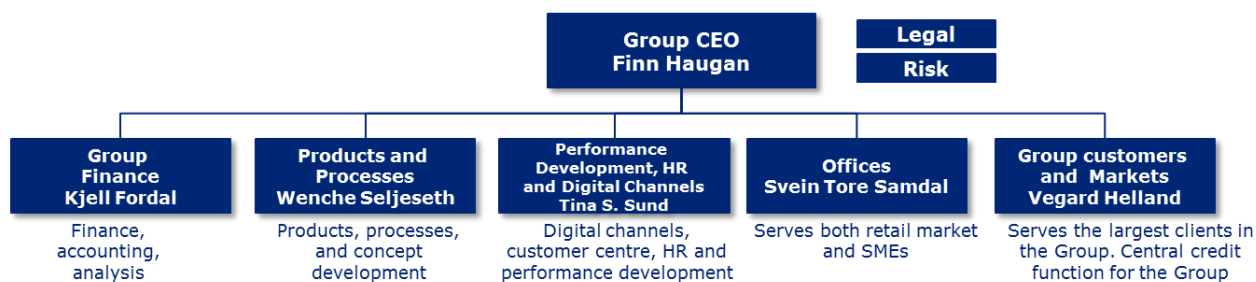 Group CEO
Finn Haugan
Legal
Risk
Group
Finance
Kjell Fordal
Finance,
accounting,
analysis
Products and
Processes
Wenche Seljeseth
Products, processes,
and concept
development
Performance
Development, HR
and Digital Channels
Tina S. Sund
Digital channels,
customer centre, HR and
performance development
Offices
Svein Tore Samdal
Serves both retail market
and SMEs
Group customers
and Markets
Vegard Helland
Serves the largest clients in
the Group. Central credit
function for the Group